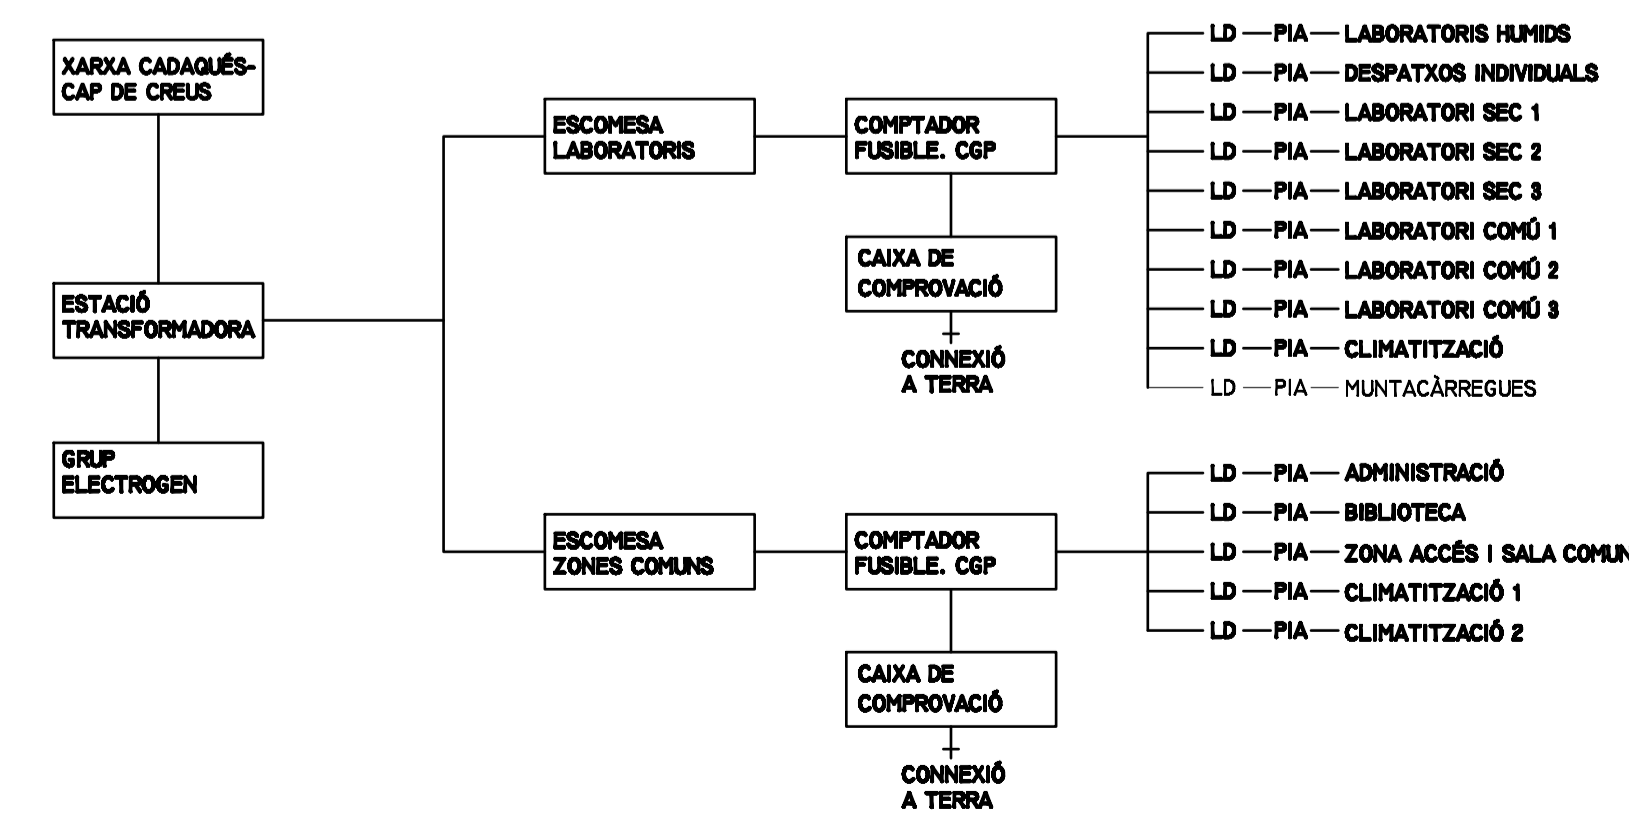 XARXA CADAQUÉS-
CAP DE CREUS
ESTACIÓ
TRANSFORMADORA
GRUP
ELECTROGEN
ESCOMESA
LABORATORIS
COMPTADOR
FUSIBLE. CGP
CAIXA DE
COMPROVACIÓ
CONNEXIÓ
A TERRA
LD — PIA — LABORATORIS HUMIDS
LD — PIA — DESPATXOS INDIVIDUALS
LD — PIA — LABORATORI SEC 1
LD — PIA — LABORATORI SEC 2
LD — PIA — LABORATORI SEC 3
LD — PIA — LABORATORI COMÚ 1
LD — PIA — LABORATORI COMÚ 2
LD — PIA — LABORATORI COMÚ 3
LD — PIA — CLIMATITZACIÓ
LD — PIA — MUNTACÀRREGUES
ESCOMESA
ZONES COMUNS
COMPTADOR
FUSIBLE. CGP
CAIXA DE
COMPROVACIÓ
CONNEXIÓ
A TERRA
LD — PIA — ADMINISTRACIÓ
LD — PIA — BIBLIOTECA
LD — PIA — ZONA ACCÉS I SALA COMUN
LD — PIA — CLIMATITZACIÓ 1
LD — PIA — CLIMATITZACIÓ 2